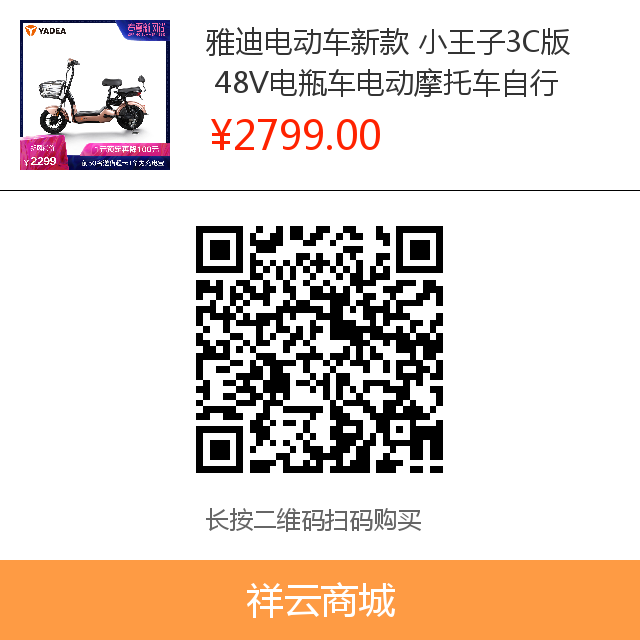 YADEA
雅迪电动车新款 小王子3C版
48V电瓶车电动摩托车自行
¥2799.00
¥2299
长按二维码扫码购买
祥云商城